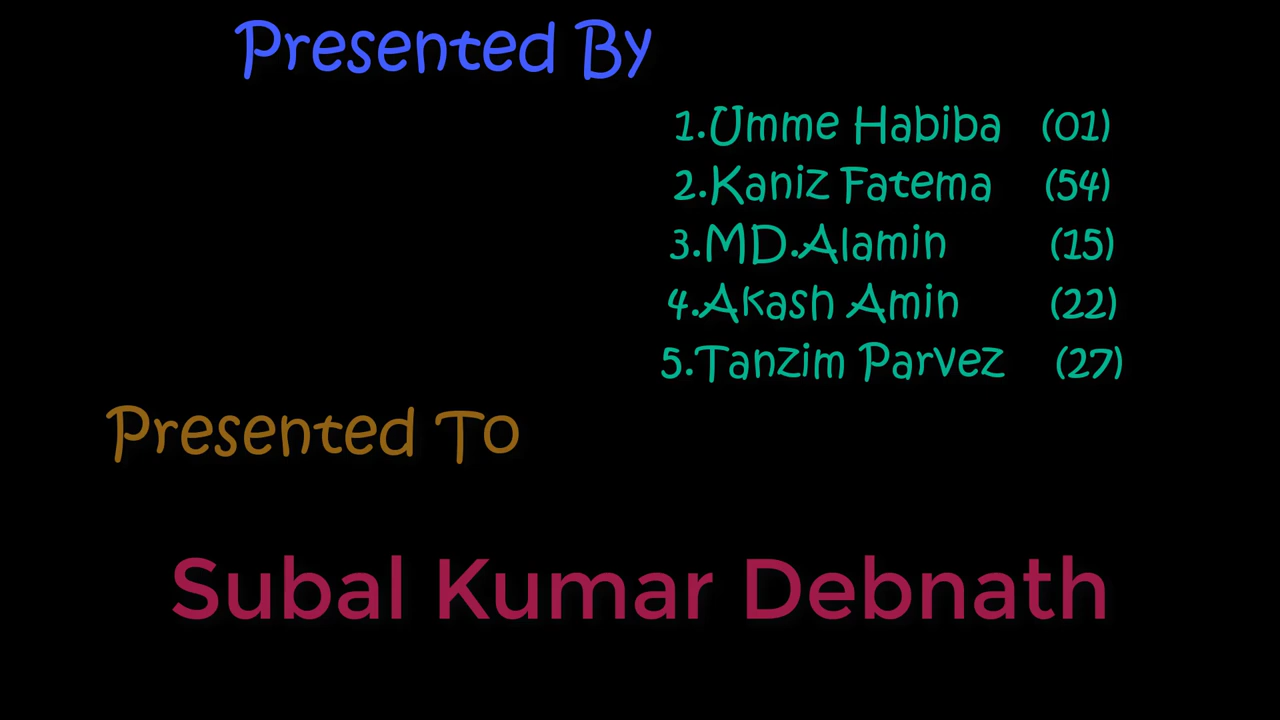 Presented By
1.Umme Habiba (01)
2.Kaniz Fatema (54)
3.MD.Alamin (15)
4.Akash Amin (22)
5.Tanzim Parvez (27)
Presented To
Subal Kumar Debnath